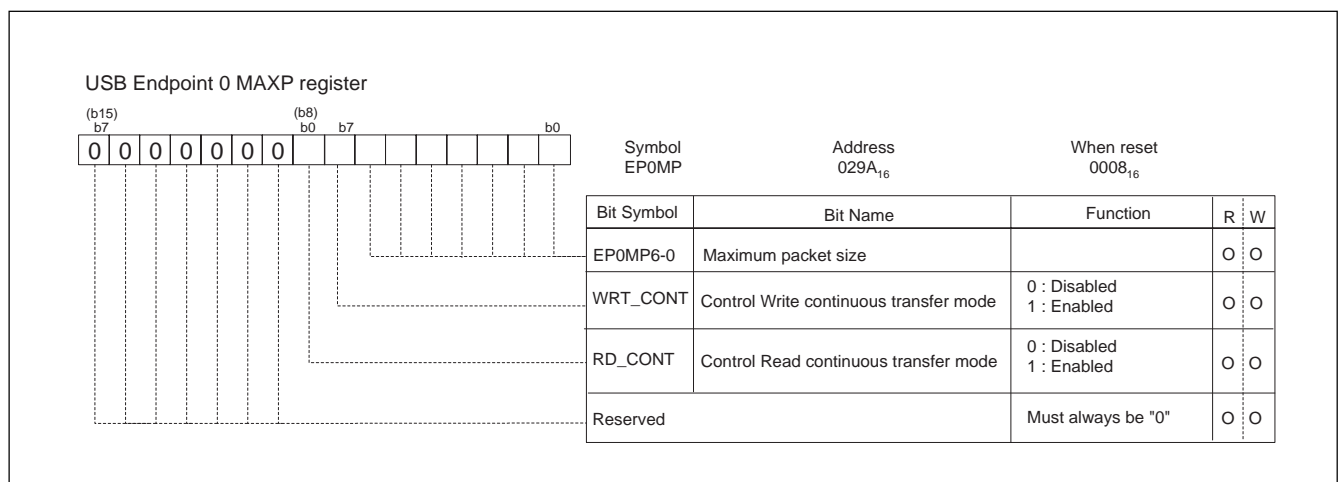 USB Endpoint 0 MAXP register
(b15) (b8)
b7 b0 b7 b0
0 0 0 0 0 0 0
Symbol Address When reset
EP0MP 029A16 000816
Bit Symbol Bit Name Function R W
EP0MP6-0 Maximum packet size O O
WRT_CONT Control Write continuous transfer mode 0 : Disabled
1 : Enabled O O
RD_CONT Control Read continuous transfer mode 0 : Disabled
1 : Enabled O O
Reserved Must always be "0" O O